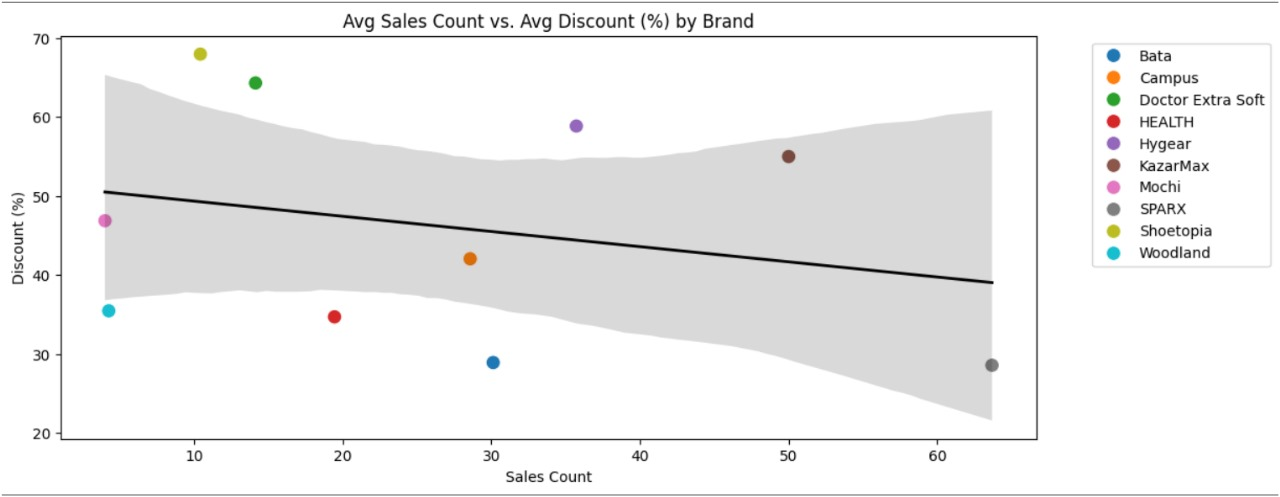 Avg Sales Count vs. Avg Discount (%) by Brand
70
60
50
40
30
20
Discount (%)
10 20 30 40 50 60
Sales Count
Bata
Campus
Doctor Extra Soft
HEALTH
Hygear
KazarMax
Mochi
SPARX
Shoetopia
Woodland